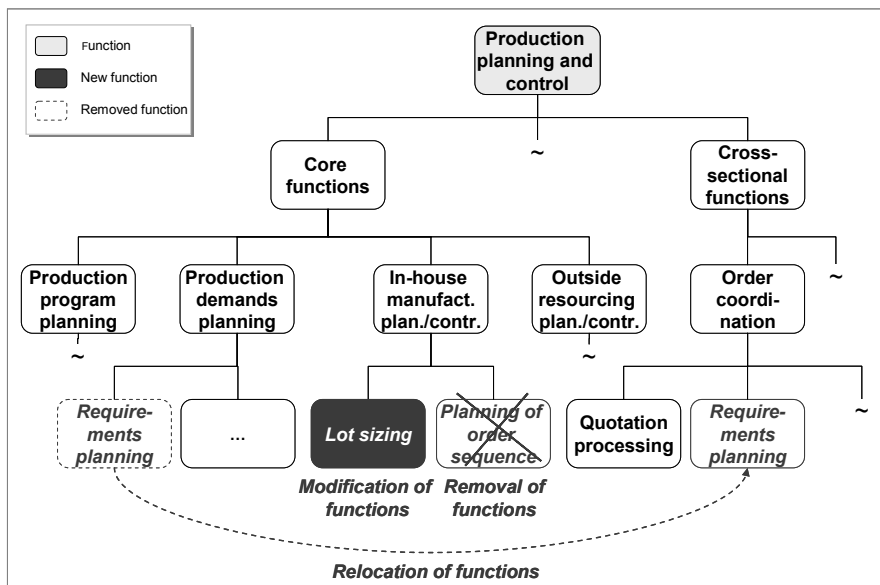 Function
New function
Removed function
Production
planning and
control
~
Core
functions
Cross-
sectional
functions
Production
program
planning
~
Production
demands
planning
In-house
manufact.
plan./contr.
Outside
resourcing
plan./contr.
~
Order
coordi-
nation
~
Require-
ments
planning
...
Lot sizing
Planning of
order
sequence
Quotation
processing
Require-
ments
planning
~
Modification of
functions
Removal of
functions
Relocation of functions